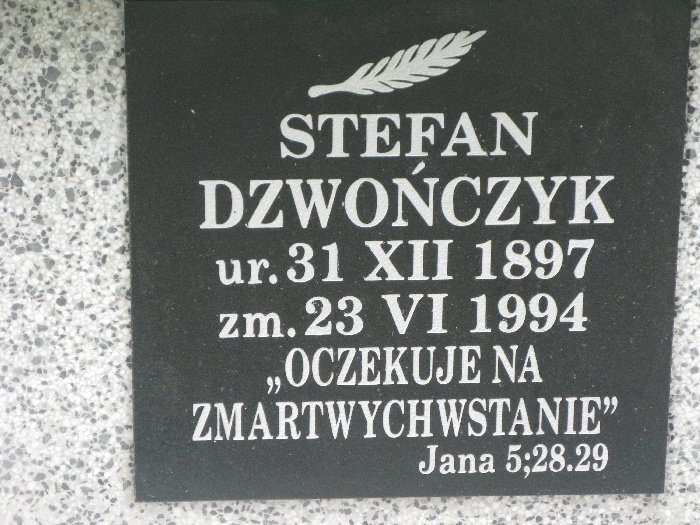 STEFAN
DZWOŃCZYK
ur. 31 XII 1897
zm. 23 VI 1994
„OCZEKUJE NA
ZMARTWYCHWSTANIE”
Jana 5;28.29